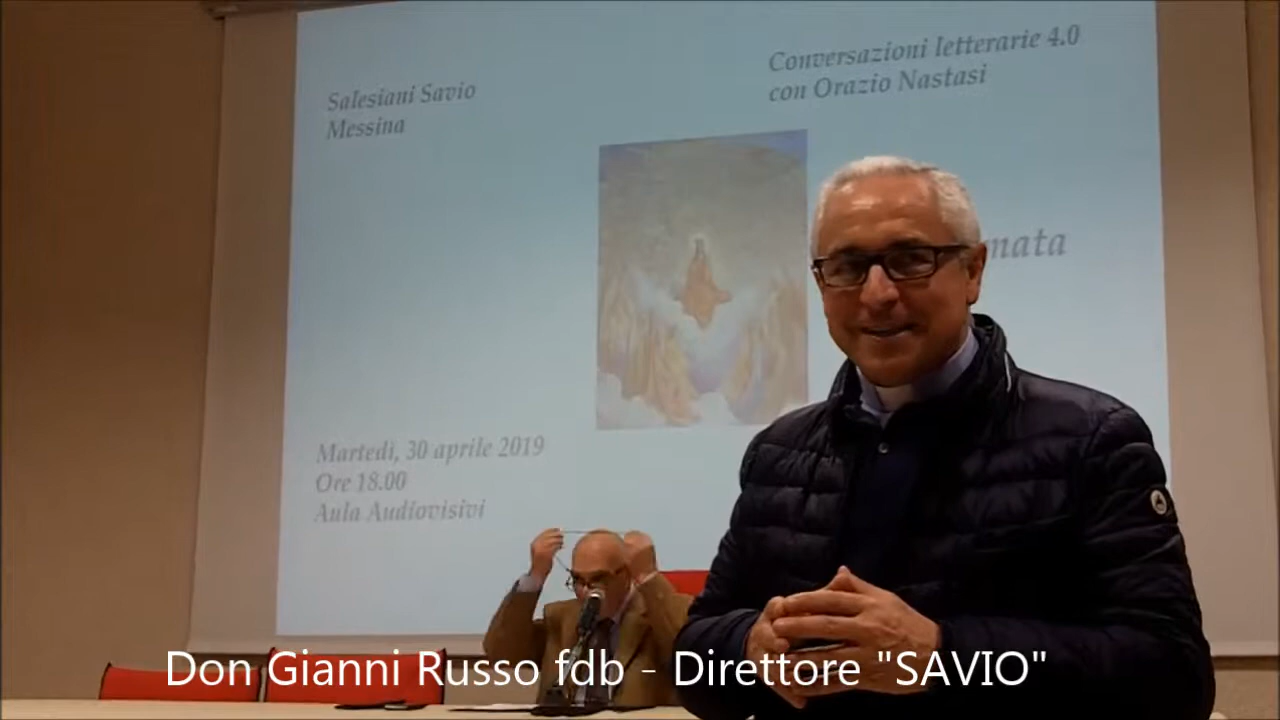 Salesiani Savio
Messina
Conversazioni letterarie 4.0
con Orazio Nastasi
Martedì, 30 aprile 2019
Ore 18.00
Aula Audiovisivi
Don Gianni Russo fdb - Direttore "SAVIO"